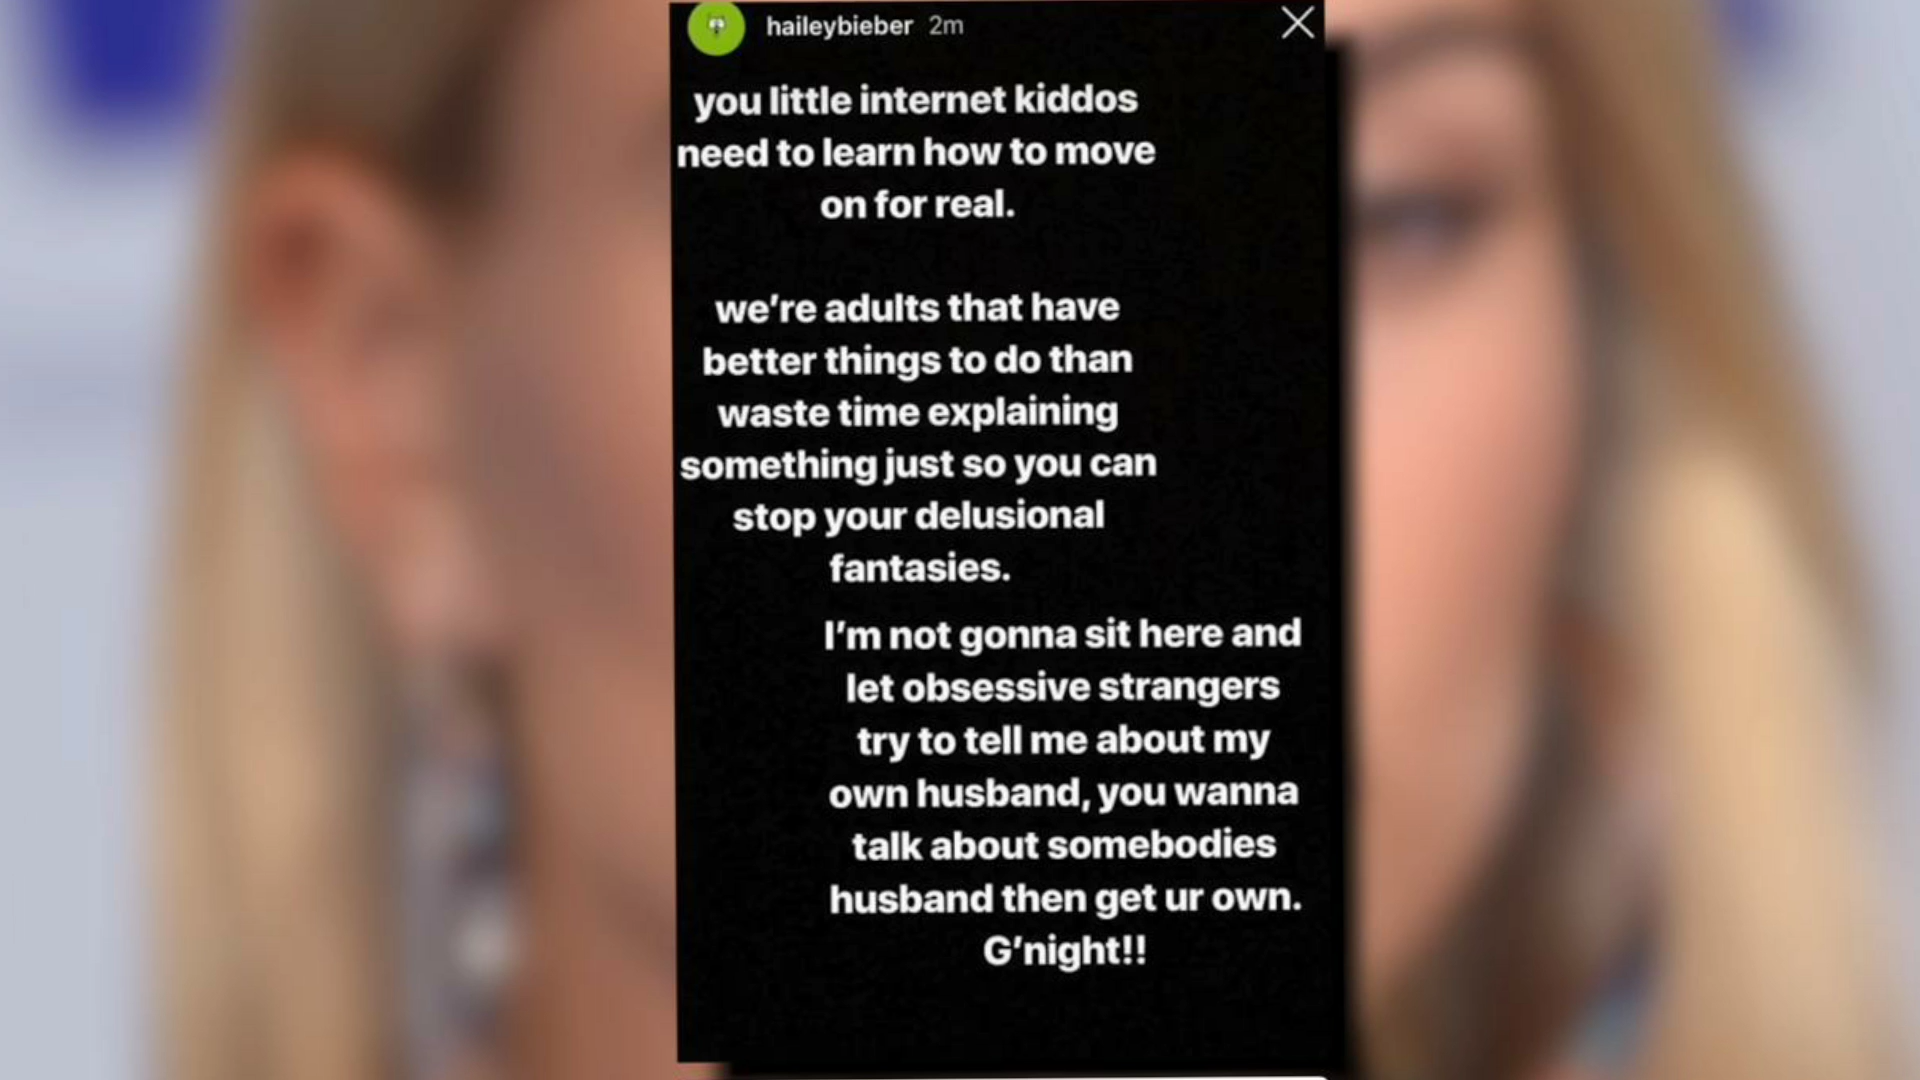 haileybieber 2m
you little internet kiddos
need to learn how to move
on for real.
we're adults that have
better things to do than
waste time explaining
something just so you can
stop your delusional
fantasies.
I'm not gonna sit here and
let obsessive strangers
try to tell me about my
own husband, you wanna
talk about somebodies
husband then get ur own.
G'night!!